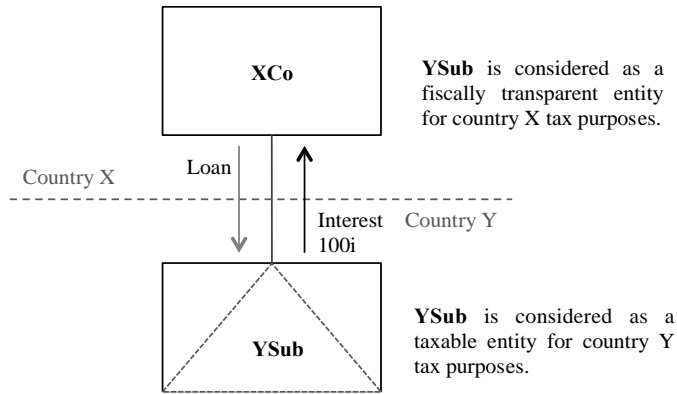 XCo
YSub is considered as a
fiscally transparent entity
for country X tax purposes.
Loan
Country X
Interest
100i
Country Y
YSub
YSub is considered as a
taxable entity for country Y
tax purposes.